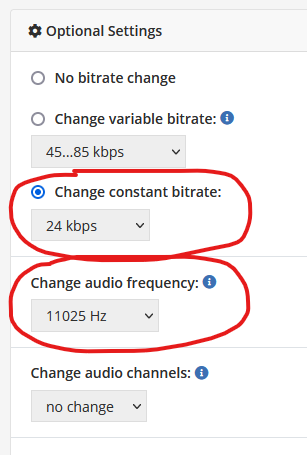 Optional Settings
No bitrate change
Change variable bitrate:
45...85 kbps
Change constant bitrate:
24 kbps
Change audio frequency:
11025 Hz
Change audio channels:
no change